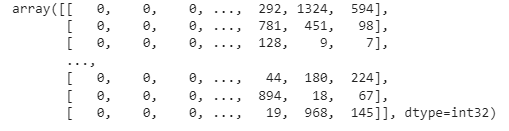 array([[   0,    0,    0, ...,  292, 1324,  594],
       [   0,    0,    0, ...,  781,  451,   98],
       [   0,    0,    0, ...,  128,    9,    7],
       ...,
       [   0,    0,    0, ...,   44,  180,  224],
       [   0,    0,    0, ...,  894,   18,   67],
       [   0,    0,    0, ...,   19,  968,  145]], dtype=int32)